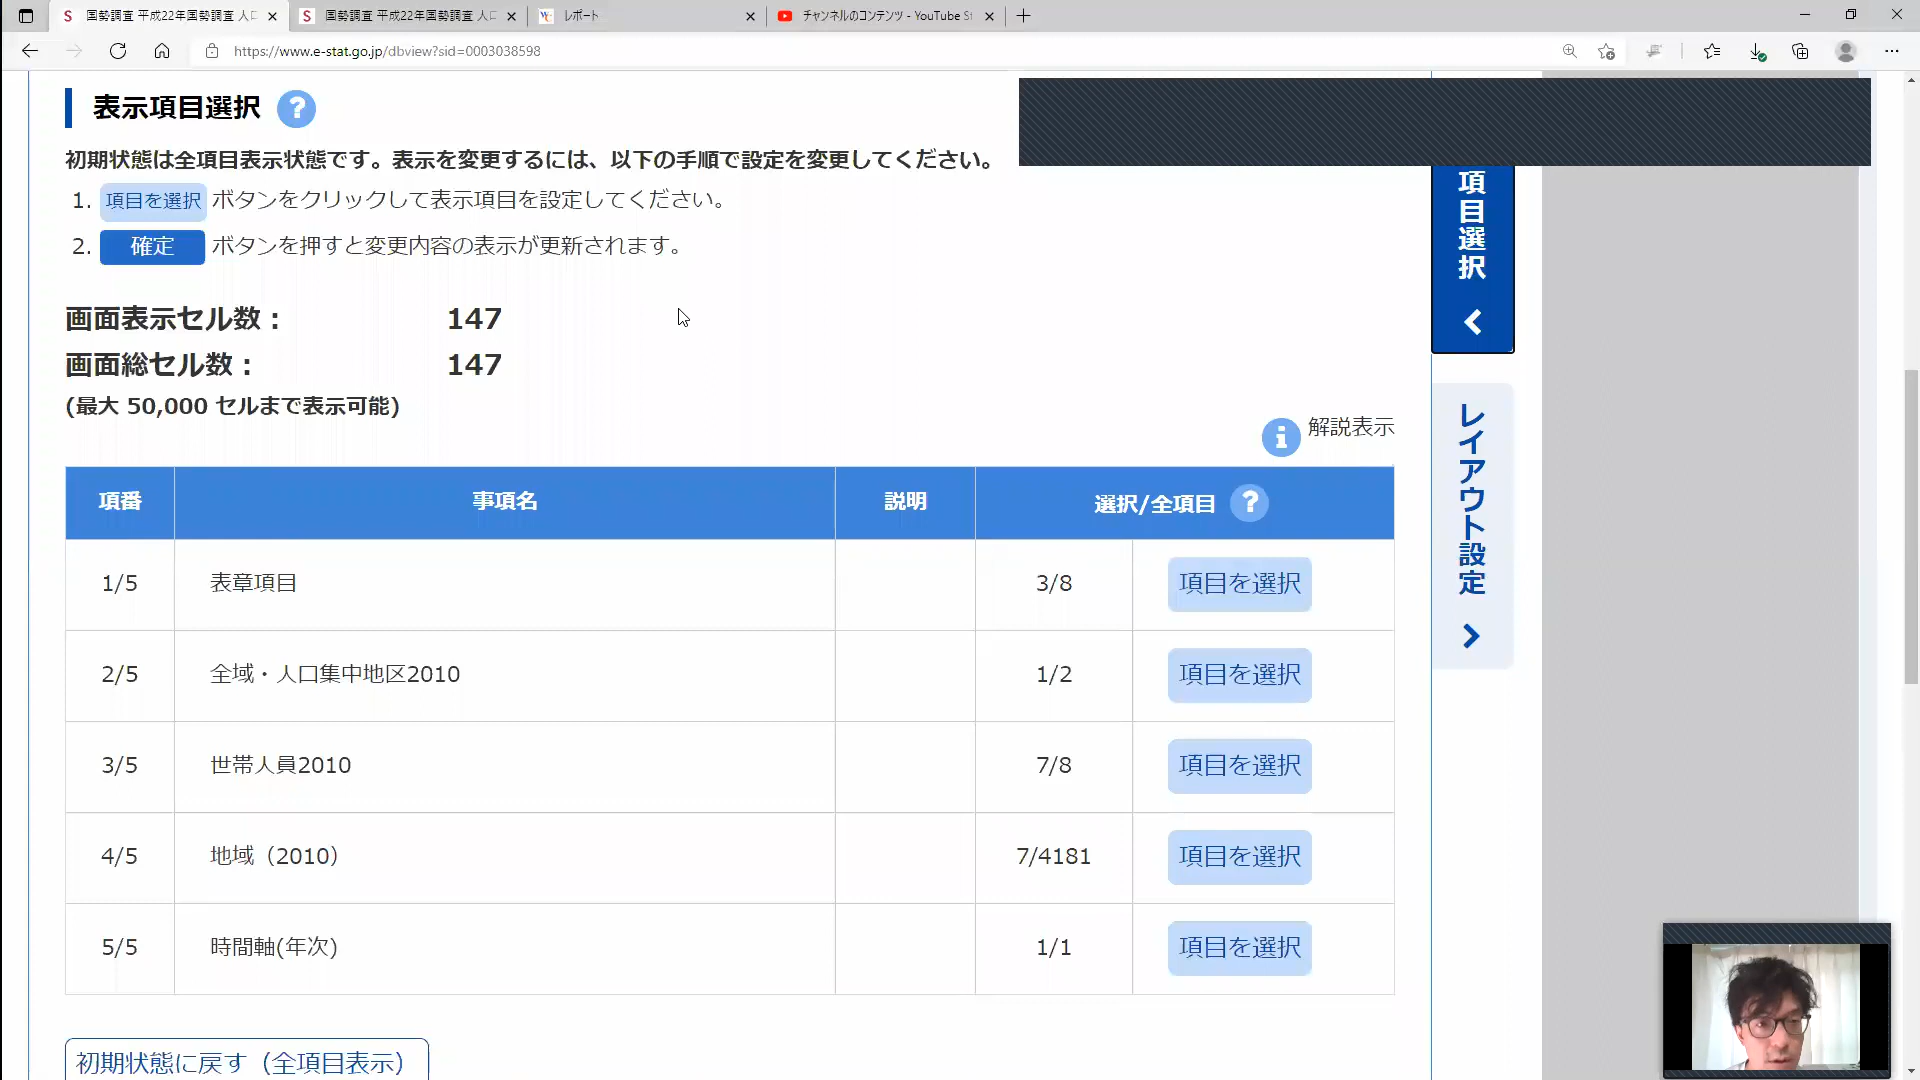 国勢調査 平成22年国勢調査 人口
国勢調査 平成22年国勢調査 人口
レポート
チャンネルのコンテンツ - YouTube St
https://www.e-stat.go.jp/dbview?sid=0003038598
表示項目選択 ?
初期状態は全項目表示状態です。表示を変更するには、以下の手順で設定を変更してください。
1. 項目を選択 ボタンをクリックして表示項目を設定してください。
2. 確定 ボタンを押すと変更内容の表示が更新されます。
画面表示セル数： 147
画面総セル数： 147
(最大 50,000 セルまで表示可能)
i 解説表示
項番 事項名 説明 選択/全項目 ?
1/5 表章項目 3/8 項目を選択
2/5 全域・人口集中地区2010 1/2 項目を選択
3/5 世帯人員2010 7/8 項目を選択
4/5 地域（2010） 7/4181 項目を選択
5/5 時間軸(年次) 1/1 項目を選択
初期状態に戻す（全項目表示）
項目選択
レイアウト設定